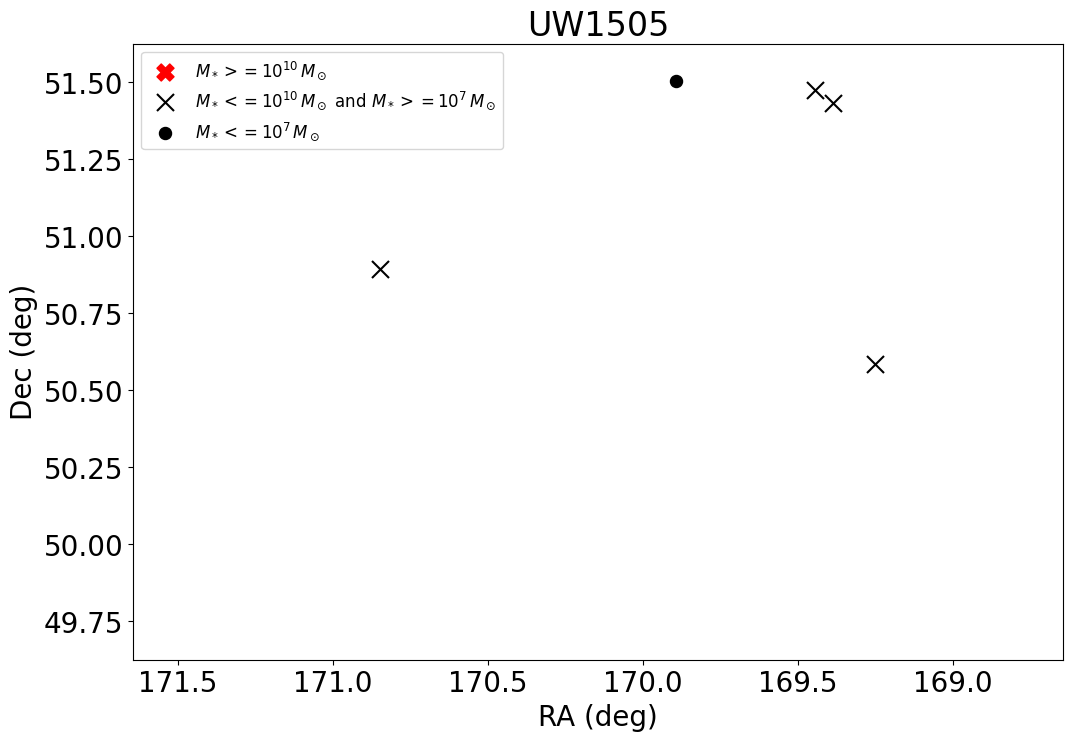 UW1505
M* >= 10^10 M⊙
M* <= 10^10 M⊙ and M* >= 10^7 M⊙
M* <= 10^7 M⊙
51.50
51.25
51.00
50.75
50.50
50.25
50.00
49.75
Dec (deg)
171.5 171.0 170.5 170.0 169.5 169.0
RA (deg)